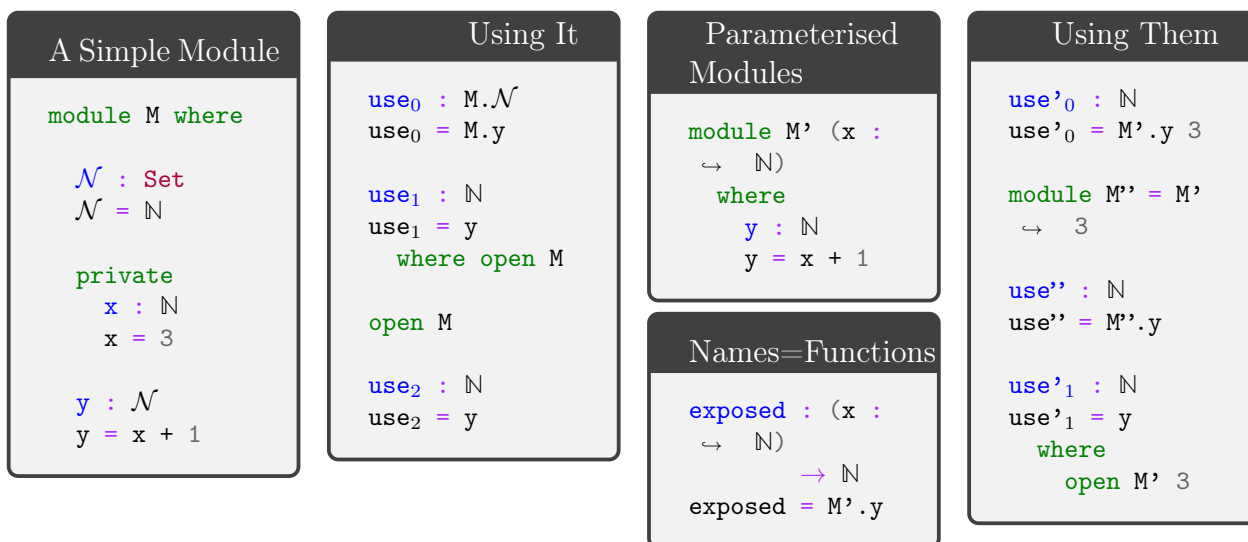 A Simple Module
module M where
𝒩 : Set
𝒩 = ℕ
private
x : ℕ
x = 3
y : 𝒩
y = x + 1
Using It
use₀ : M.𝒩
use₀ = M.y
use₁ : ℕ
use₁ = y
where open M
open M
use₂ : ℕ
use₂ = y
Parameterised
Modules
module M’ (x :
↪ ℕ)
where
y : ℕ
y = x + 1
Names=Functions
exposed : (x :
↪ ℕ)
→ ℕ
exposed = M’.y
Using Them
use’₀ : ℕ
use’₀ = M’.y 3
module M’’ = M’
↪ 3
use’’ : ℕ
use’’ = M’’.y
use’₁ : ℕ
use’₁ = y
where
open M’ 3